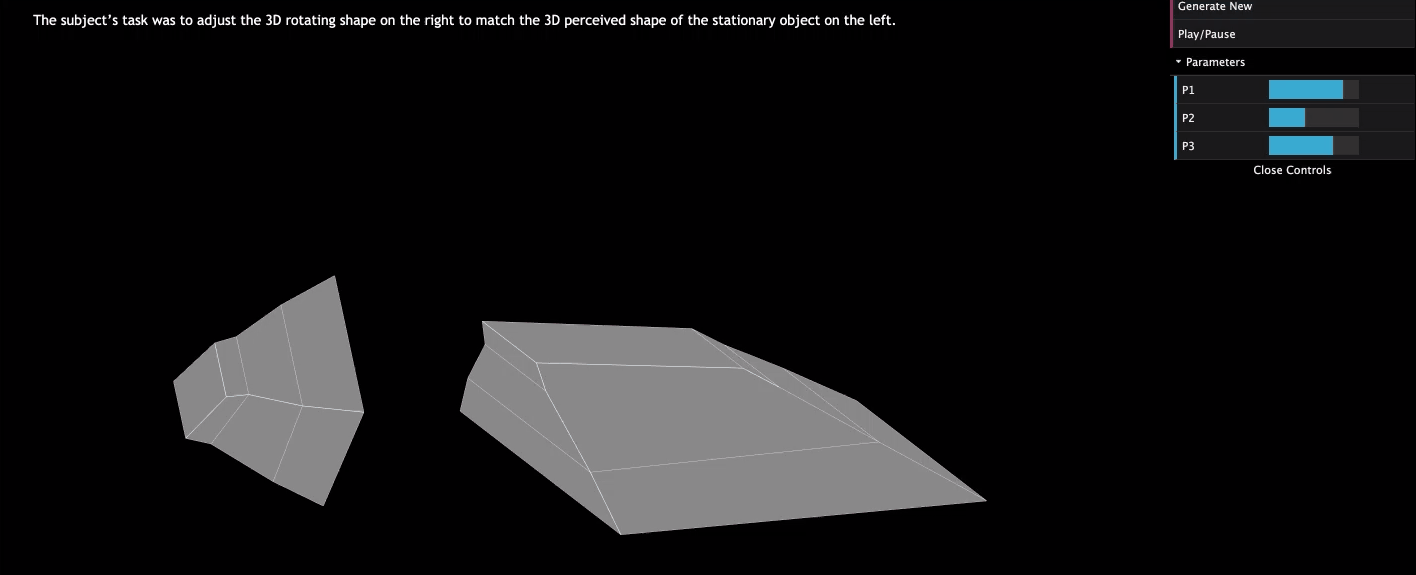 The subject’s task was to adjust the 3D rotating shape on the right to match the 3D perceived shape of the stationary object on the left.
Generate New
Play/Pause
Parameters
P1
P2
P3
Close Controls